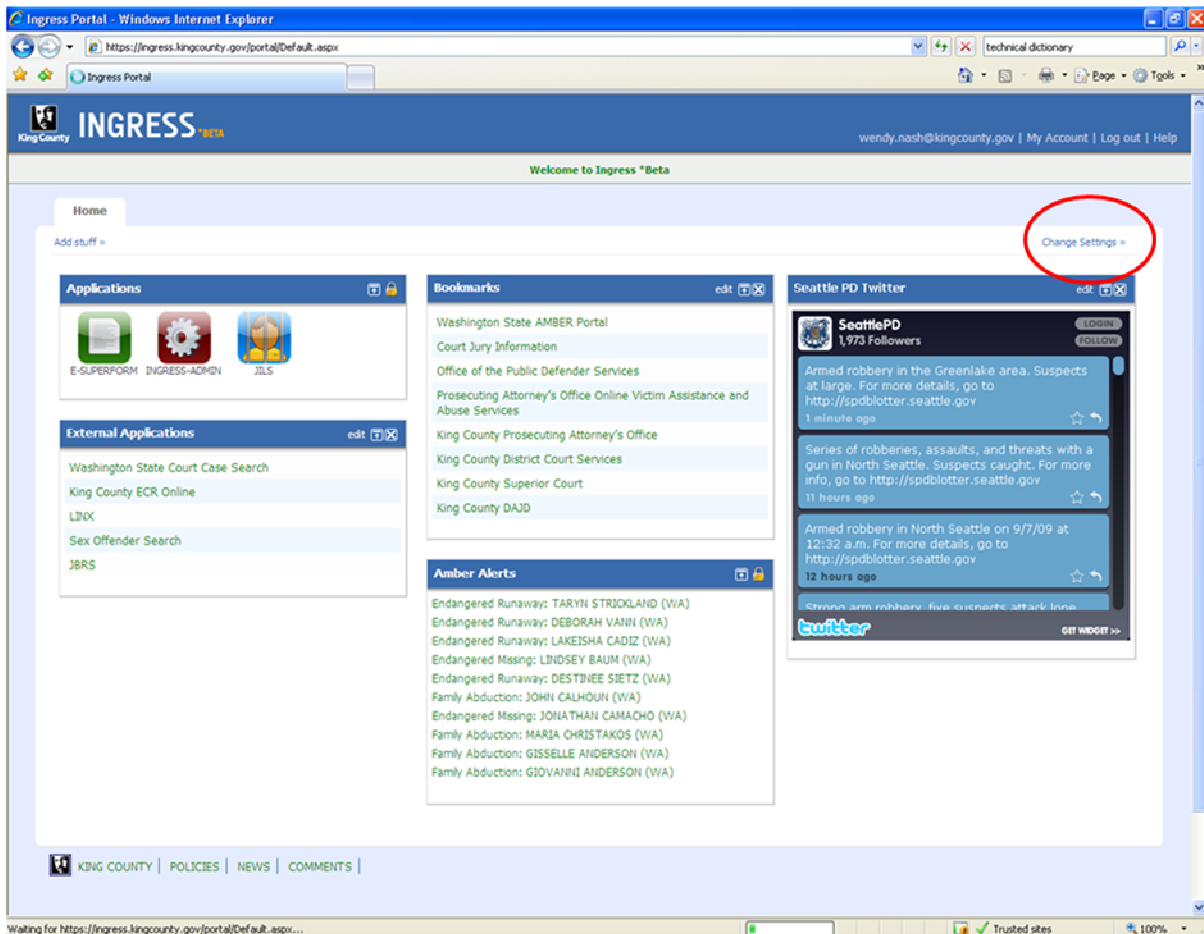 Ingress Portal - Windows Internet Explorer
https://ingress.kingcounty.gov/portal/Default.aspx
technical dictionary
Ingress Portal
Page
Tools
King County
INGRESS *BETA
wendy.nash@kingcounty.gov | My Account | Log out | Help
Welcome to Ingress *Beta
Home
Add stuff »
Change Settings »
Applications
E-SUPERFORM
INGRESS-ADMIN
JILS
External Applications
edit
Washington State Court Case Search
King County ECR Online
LINX
Sex Offender Search
JBRS
Bookmarks
edit
Washington State AMBER Portal
Court Jury Information
Office of the Public Defender Services
Prosecuting Attorney's Office Online Victim Assistance and
Abuse Services
King County Prosecuting Attorney's Office
King County District Court Services
King County Superior Court
King County DAJD
Amber Alerts
Endangered Runaway: TARYN STRICKLAND (WA)
Endangered Runaway: DEBORAH VANN (WA)
Endangered Runaway: LAKEISHA CADIZ (WA)
Endangered Missing: LINDSEY BAUM (WA)
Endangered Runaway: DESTINEE SIETZ (WA)
Family Abduction: JOHN CALHOUN (WA)
Endangered Missing: JONATHAN CAMACHO (WA)
Family Abduction: MARIA CHRISTAKOS (WA)
Family Abduction: GISSELLE ANDERSON (WA)
Family Abduction: GIOVANNI ANDERSON (WA)
Seattle PD Twitter
edit
SeattlePD
1,973 Followers
LOGIN
FOLLOW
Armed robbery in the Greenlake area. Suspects
at large. For more details, go to
http://spdblotter.seattle.gov
1 minute ago
Series of robberies, assaults, and threats with a
gun in North Seattle. Suspects caught. For more
info, go to http://spdblotter.seattle.gov
11 hours ago
Armed robbery in North Seattle on 9/7/09 at
12:32 a.m. For more details, go to
http://spdblotter.seattle.gov
12 hours ago
Strong arm robbery, five suspects attack lone
twitter
GET WIDGET >>
KING COUNTY | POLICIES | NEWS | COMMENTS |
Waiting for https://ingress.kingcounty.gov/portal/Default.aspx...
Trusted sites
100%